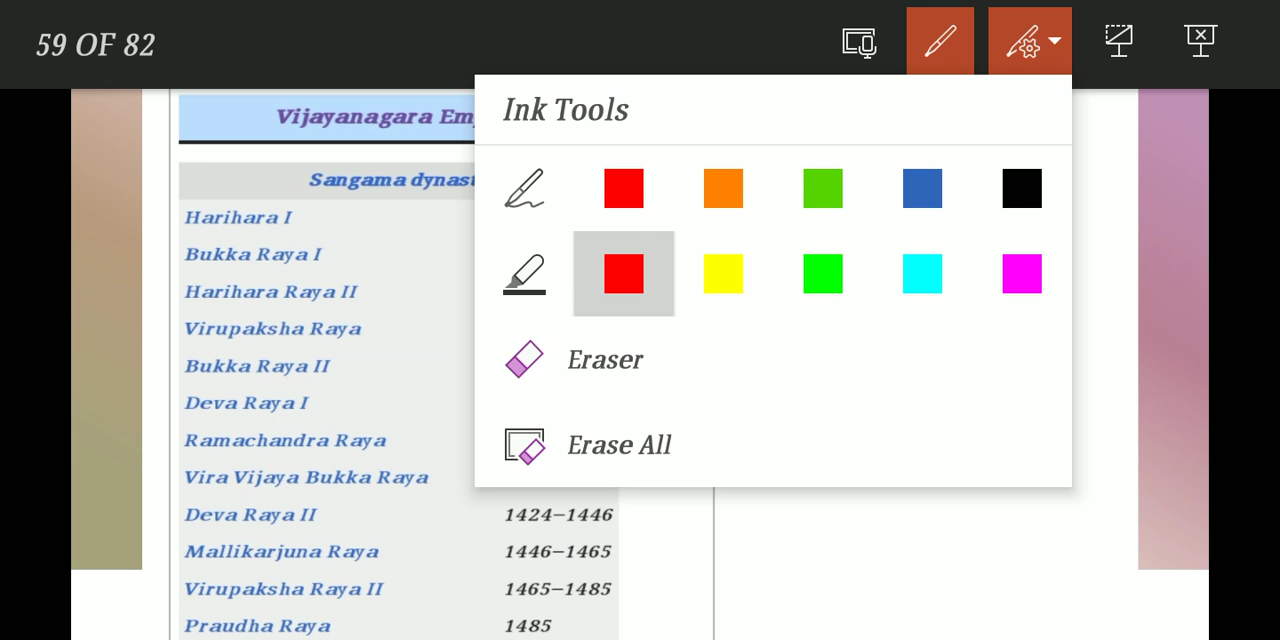 59 OF 82
Ink Tools
Eraser
Erase All
Vijayanagara
Sangama
Harihara I
Bukka Raya I
Harihara Raya II
Virupaksha Raya
Bukka Raya II
Deva Raya I
Ramachandra Raya
Vira Vijaya Bukka Raya
Deva Raya II 1424–1446
Mallikarjuna Raya 1446–1465
Virupaksha Raya II 1465–1485
Praudha Raya 1485